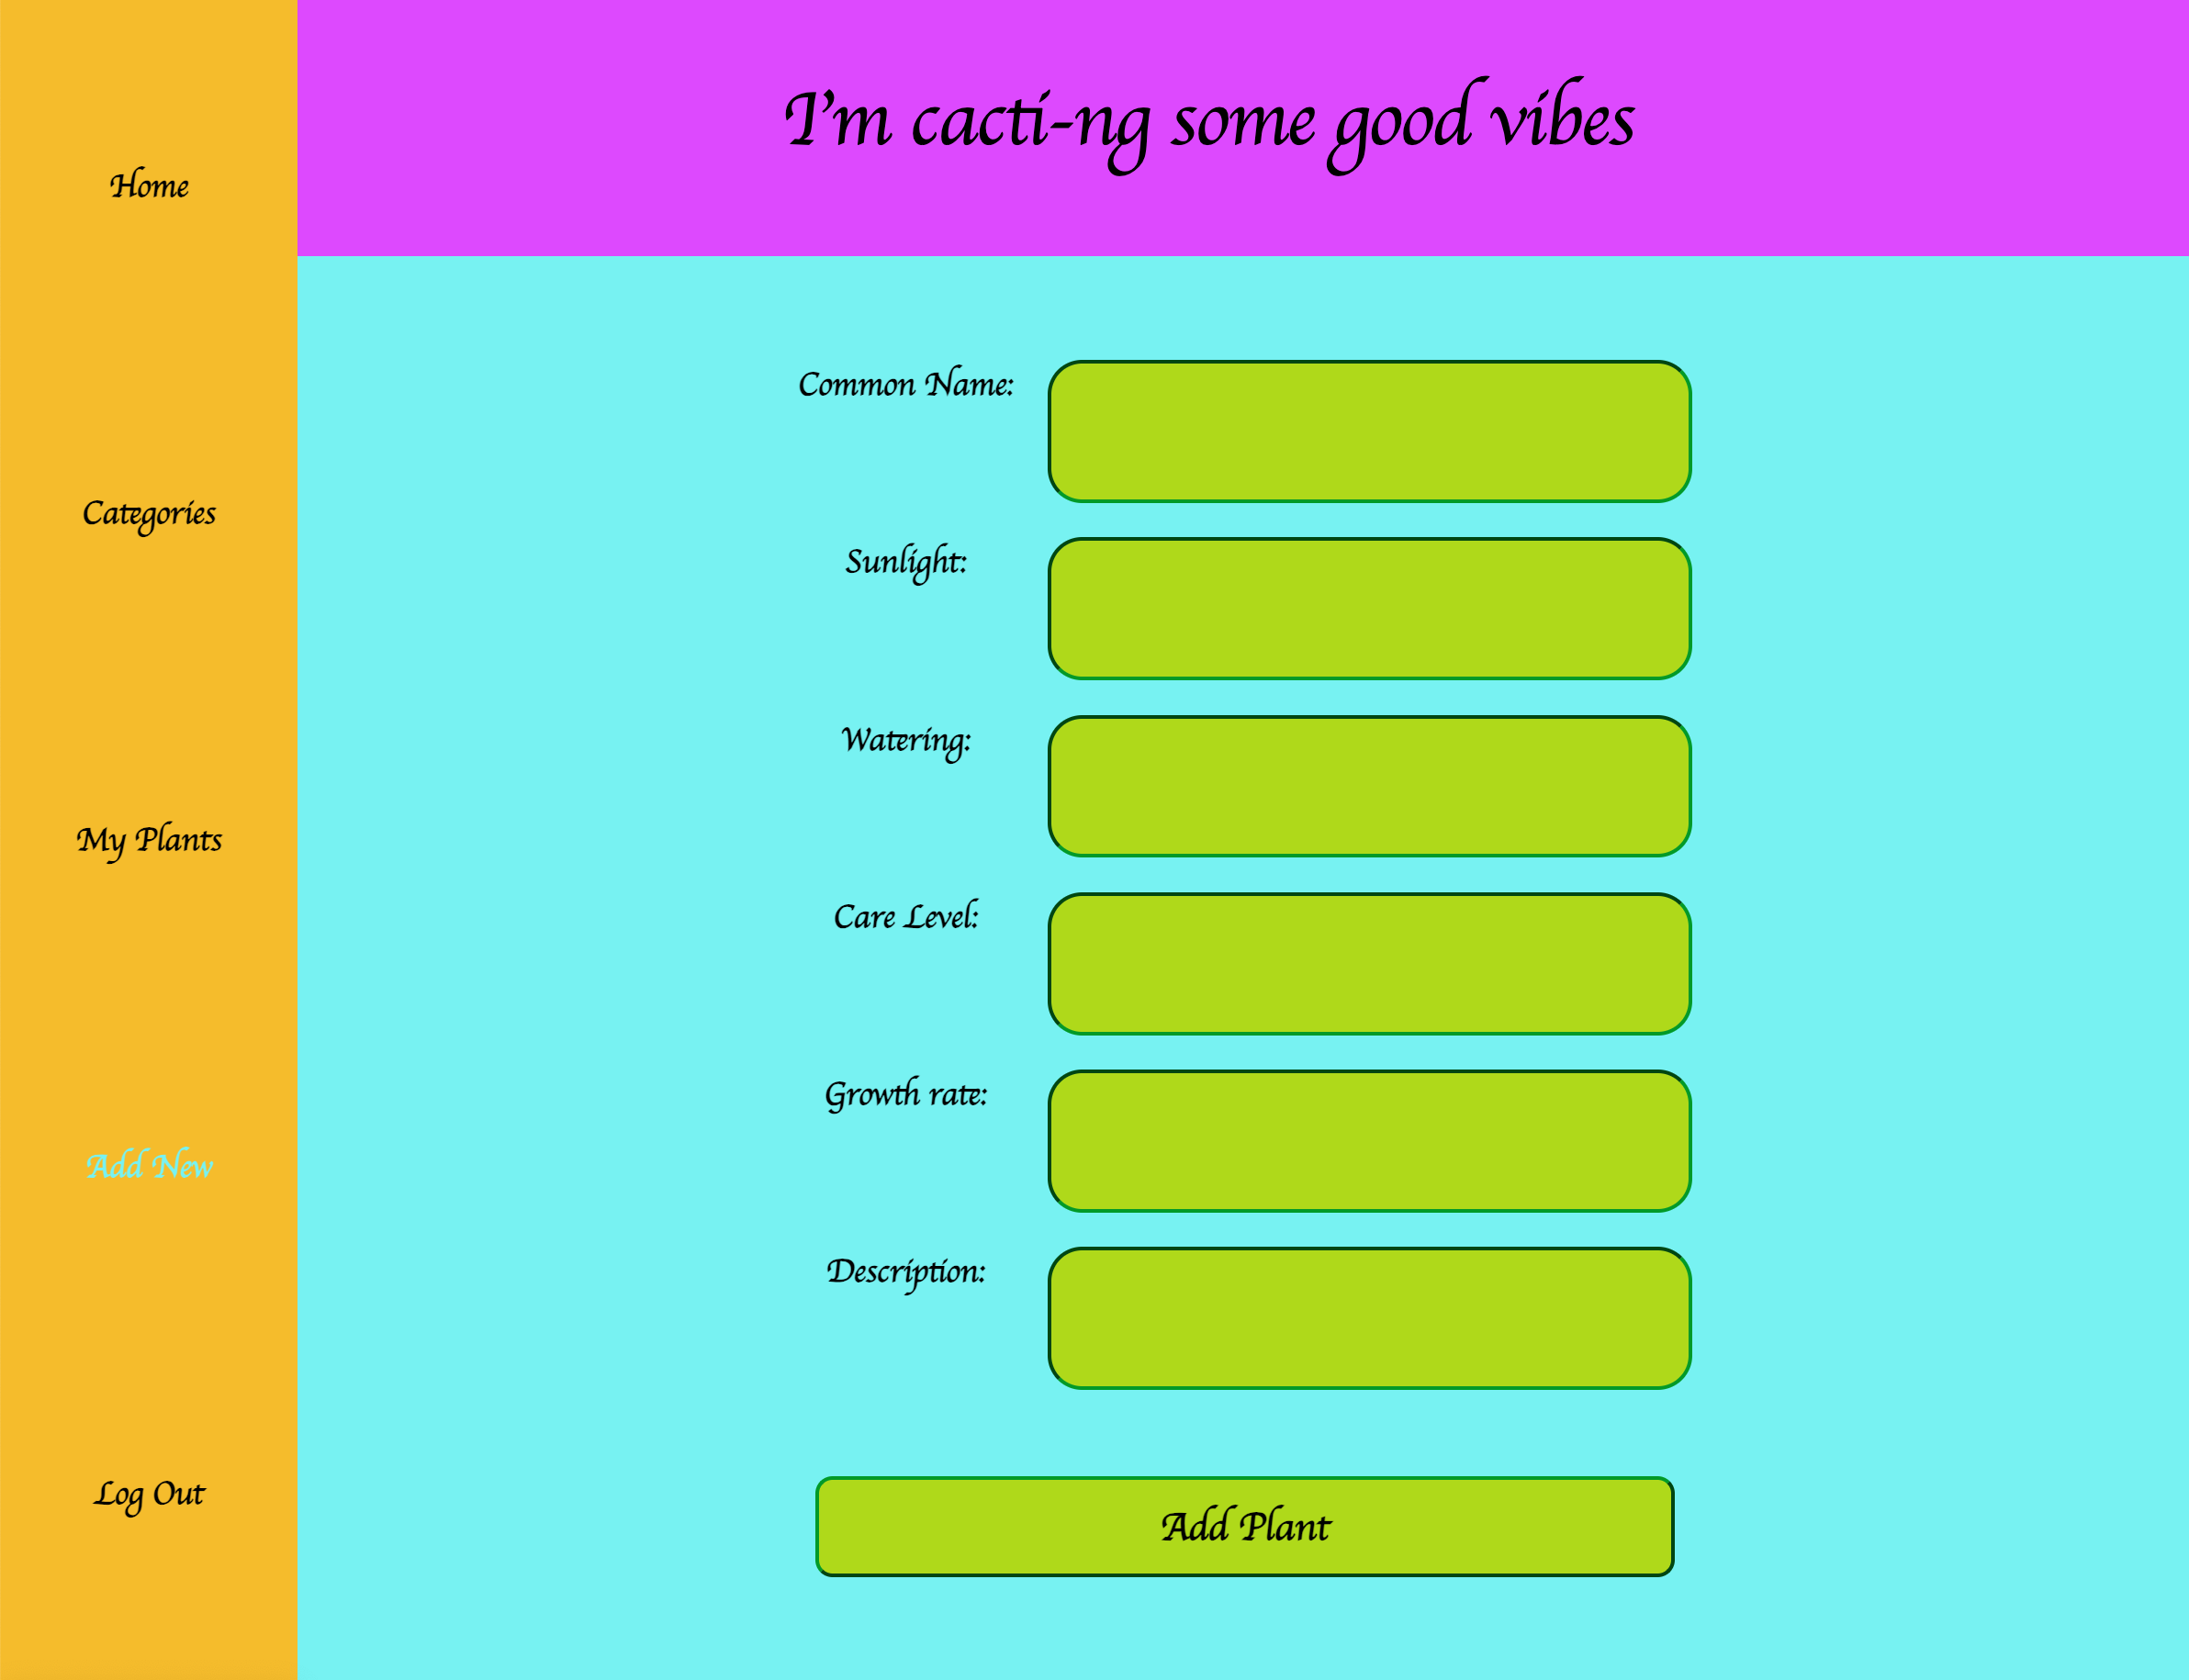 I'm cacti-ng some good vibes
Home
Categories
My Plants
Add New
Log Out
Common Name:
Sunlight:
Watering:
Care Level:
Growth rate:
Description:
Add Plant